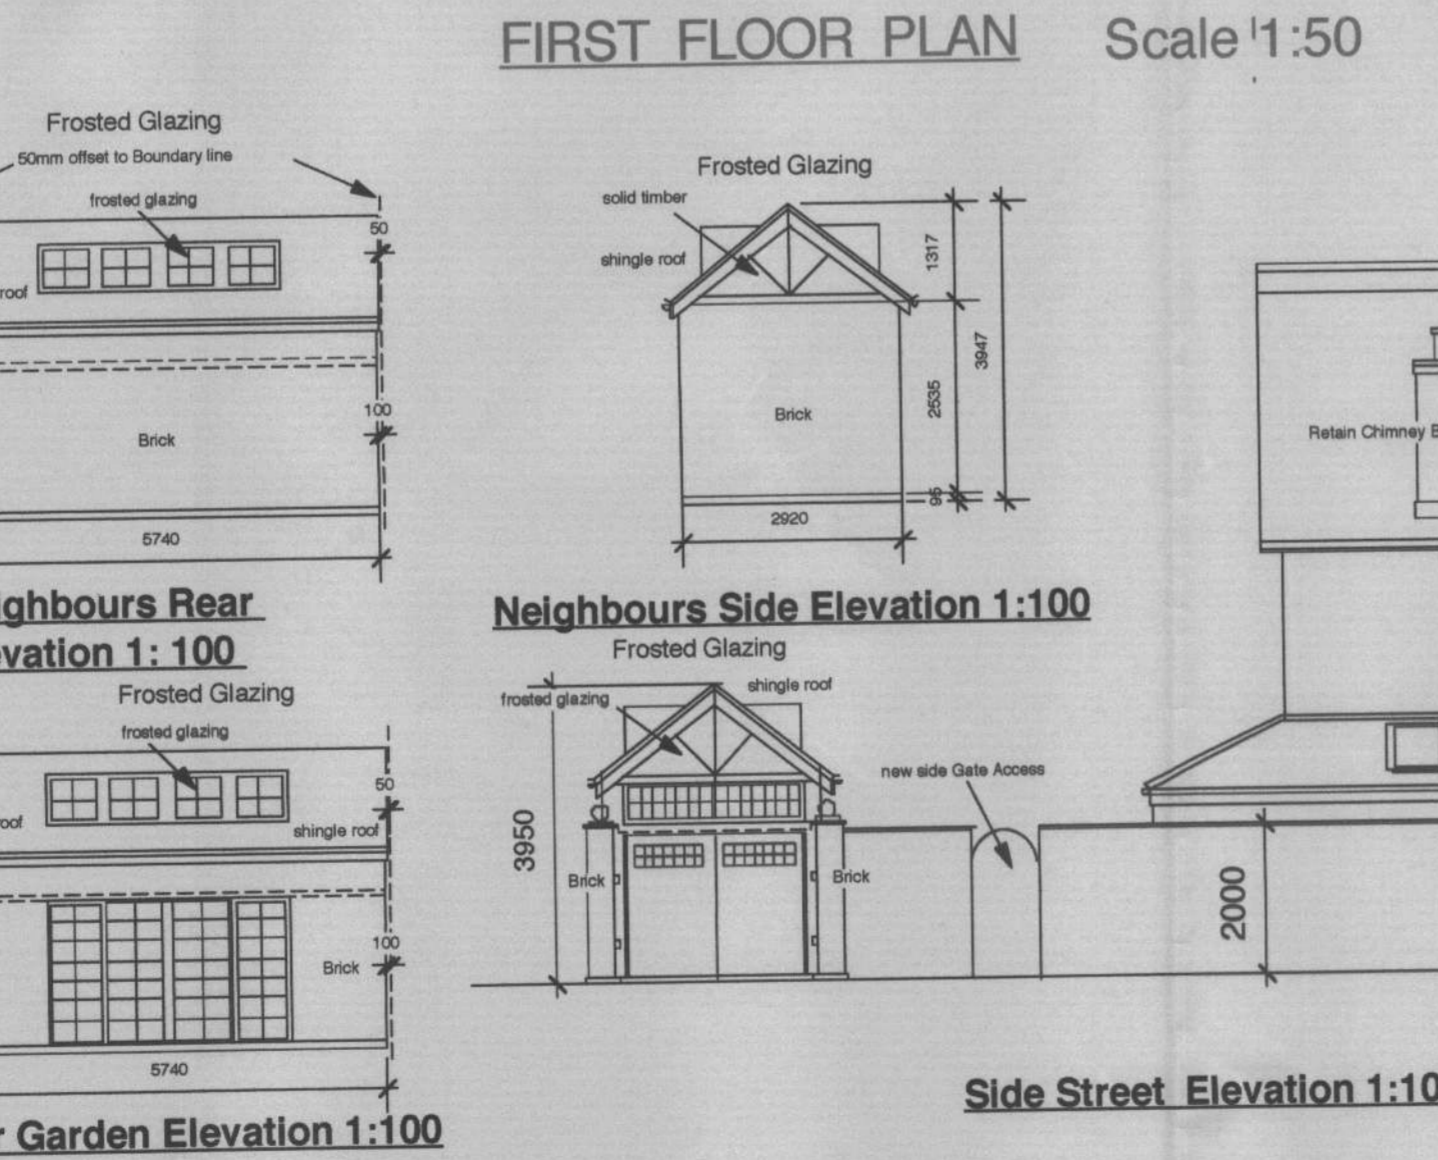 FIRST FLOOR PLAN Scale 1:50
Frosted Glazing
50mm offset to Boundary line
frosted glazing
50
roof
100
Brick
5740
ghbours Rear
evation 1: 100
Frosted Glazing
solid timber
shingle roof
1317
3947
2535
Brick
95
2920
Neighbours Side Elevation 1:100
Retain Chimney B
Frosted Glazing
frosted glazing
50
roof
shingle roof
100
Brick
5740
r Garden Elevation 1:100
Frosted Glazing
frosted glazing
shingle roof
new side Gate Access
3950
Brick
Brick
2000
Side Street Elevation 1:10